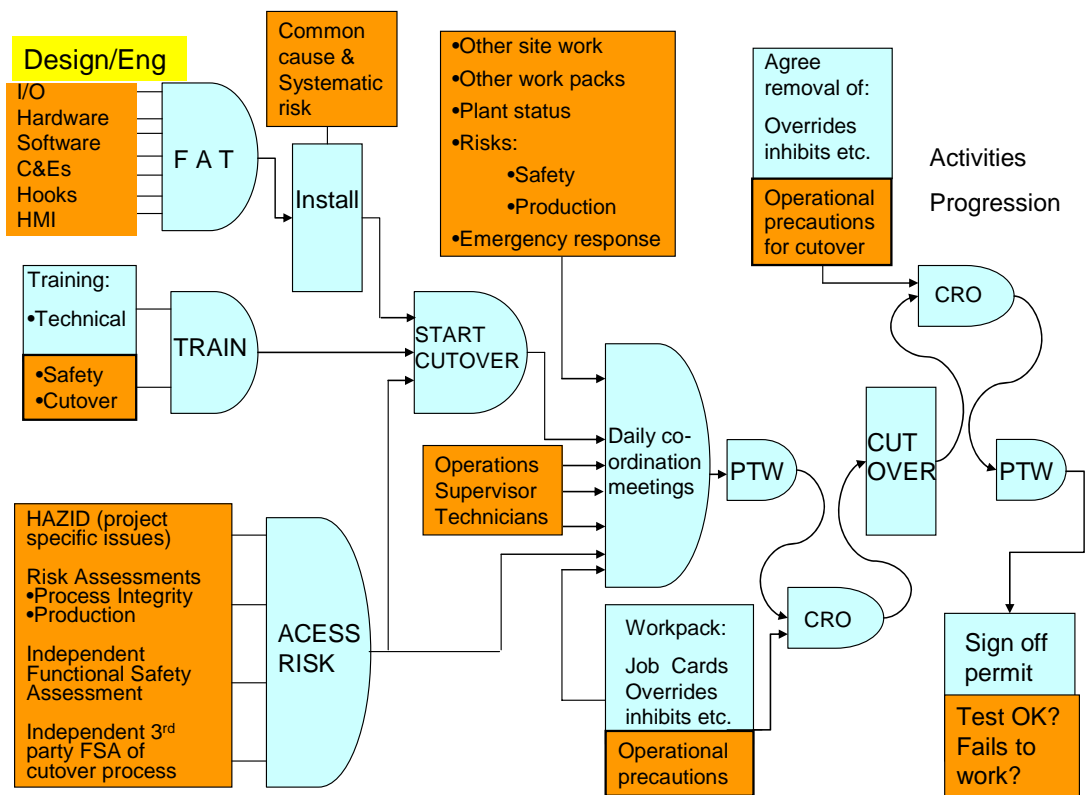 Design/Eng
I/O
Hardware
Software
C&Es
Hooks
HMI
F A T
Common
cause &
Systematic
risk
Install
•Other site work
•Other work packs
•Plant status
•Risks:
•Safety
•Production
•Emergency response
Agree
removal of:
Overrides
inhibits etc.
Operational
precautions
for cutover
Activities
Progression
Training:
•Technical
•Safety
•Cutover
TRAIN
START
CUTOVER
CRO
Daily co-
ordination
meetings
Operations
Supervisor
Technicians
PTW
CUT
OVER
PTW
HAZID (project
specific issues)
Risk Assessments
•Process Integrity
•Production
Independent
Functional Safety
Assessment
Independent 3rd
party FSA of
cutover process
ACESS
RISK
Workpack:
Job Cards
Overrides
inhibits etc.
Operational
precautions
CRO
Sign off
permit
Test OK?
Fails to
work?